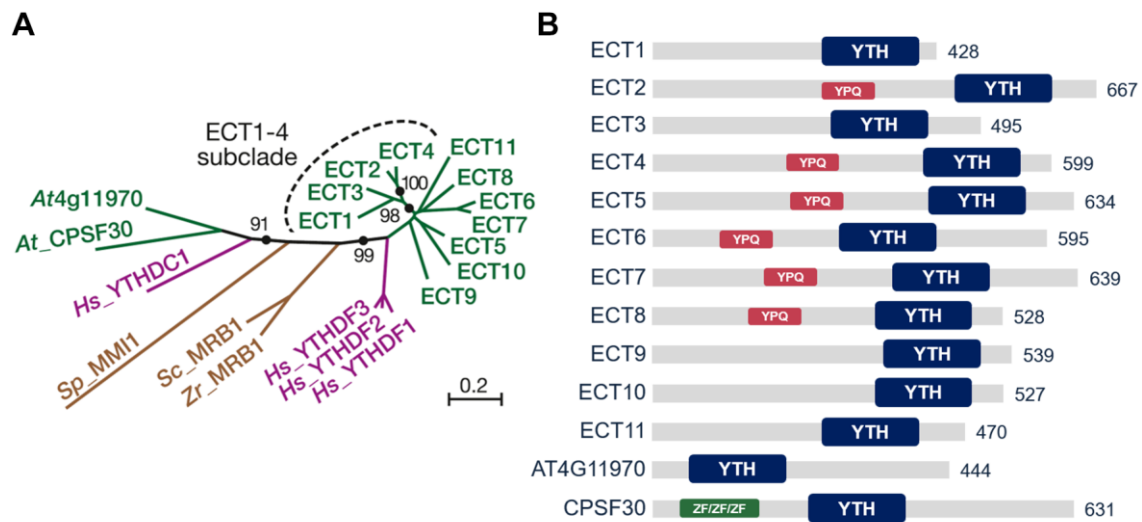 A
ECT1-4
subclade
ECT4
ECT11
ECT2
ECT8
ECT3
ECT6
ECT1
ECT7
ECT5
ECT10
ECT9
100
98
91
99
At4g11970
At_CPSF30
Hs_YTHDC1
Sp_MMI1
Sc_MRB1
Zr_MRB1
Hs_YTHDF3
Hs_YTHDF2
Hs_YTHDF1
0.2
B
ECT1 YTH 428
ECT2 YPQ YTH 667
ECT3 YTH 495
ECT4 YPQ YTH 599
ECT5 YPQ YTH 634
ECT6 YPQ YTH 595
ECT7 YPQ YTH 639
ECT8 YPQ YTH 528
ECT9 YTH 539
ECT10 YTH 527
ECT11 YTH 470
AT4G11970 YTH 444
CPSF30 ZF/ZF/ZF YTH 631